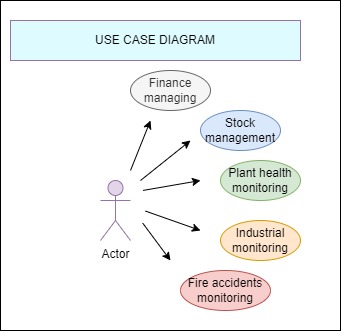 USE CASE DIAGRAM
Finance
managing
Stock
management
Plant health
monitoring
Industrial
monitoring
Actor
Fire accidents
monitoring